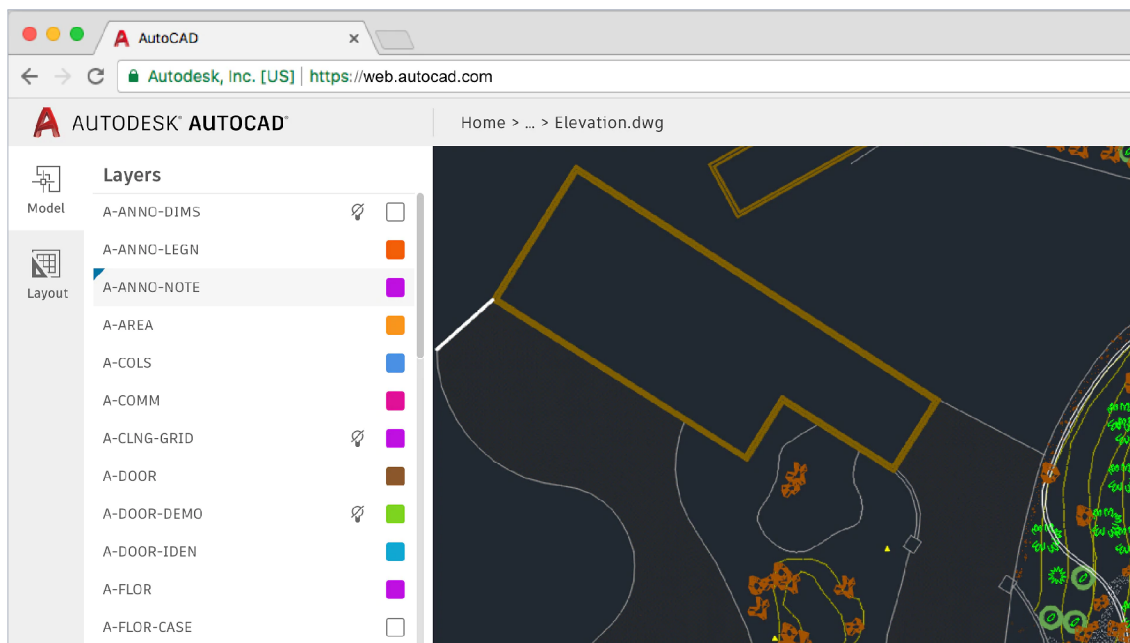 AutoCAD
Autodesk, Inc. [US] | https://web.autocad.com
AUTODESK® AUTOCAD®
Home > ... > Elevation.dwg
Model
Layout
Layers
A-ANNO-DIMS
A-ANNO-LEGN
A-ANNO-NOTE
A-AREA
A-COLS
A-COMM
A-CLNG-GRID
A-DOOR
A-DOOR-DEMO
A-DOOR-IDEN
A-FLOR
A-FLOR-CASE